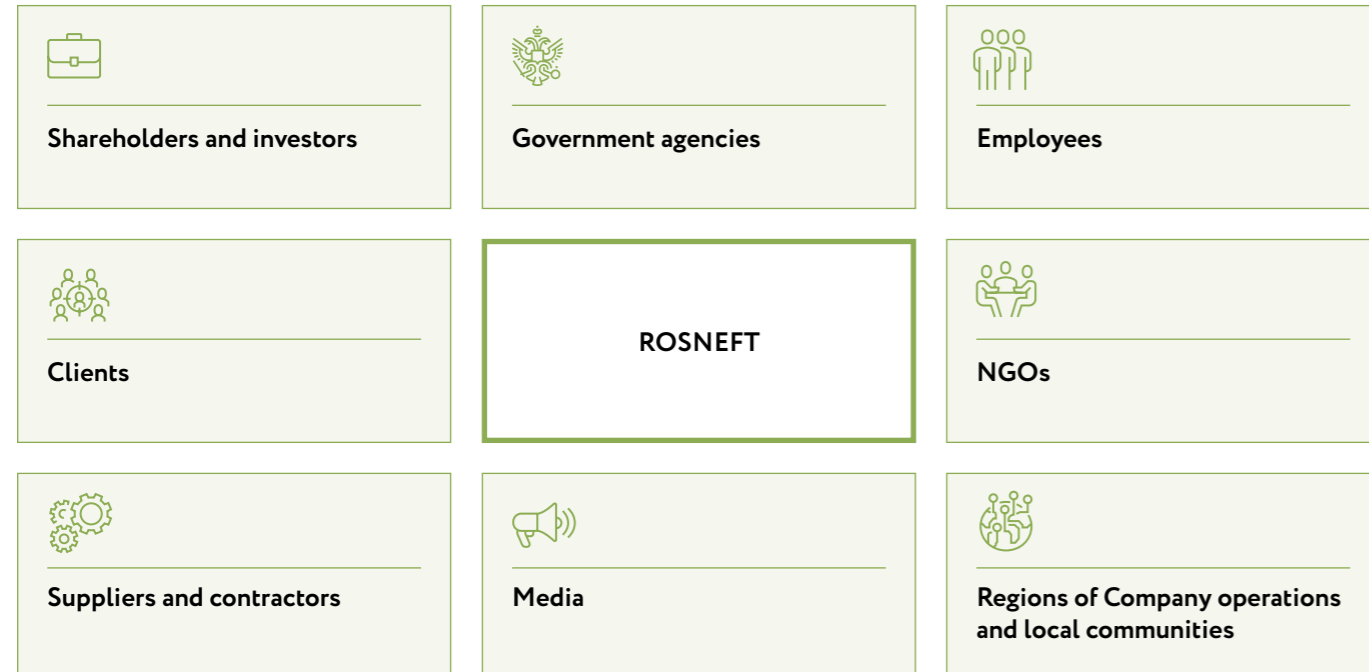 Shareholders and investors
Government agencies
Employees
Clients
ROSNEFT
NGOs
Suppliers and contractors
Media
Regions of Company operations
and local communities